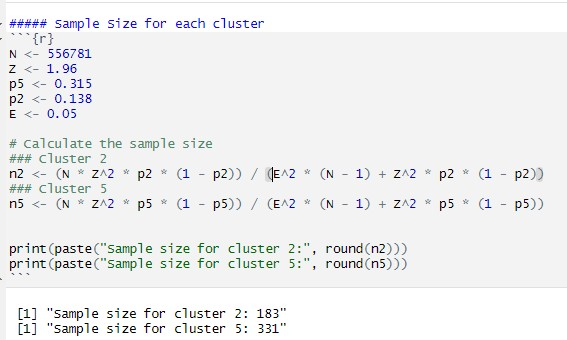 ##### Sample Size for each cluster
```{r}
N <- 556781
Z <- 1.96
p5 <- 0.315
p2 <- 0.138
E <- 0.05
# Calculate the sample size
### Cluster 2
n2 <- (N * Z^2 * p2 * (1 - p2)) / (E^2 * (N - 1) + Z^2 * p2 * (1 - p2))
### Cluster 5
n5 <- (N * Z^2 * p5 * (1 - p5)) / (E^2 * (N - 1) + Z^2 * p5 * (1 - p5))
print(paste("Sample size for cluster 2:", round(n2)))
print(paste("Sample size for cluster 5:", round(n5)))
```
[1] "Sample size for cluster 2: 183"
[1] "Sample size for cluster 5: 331"